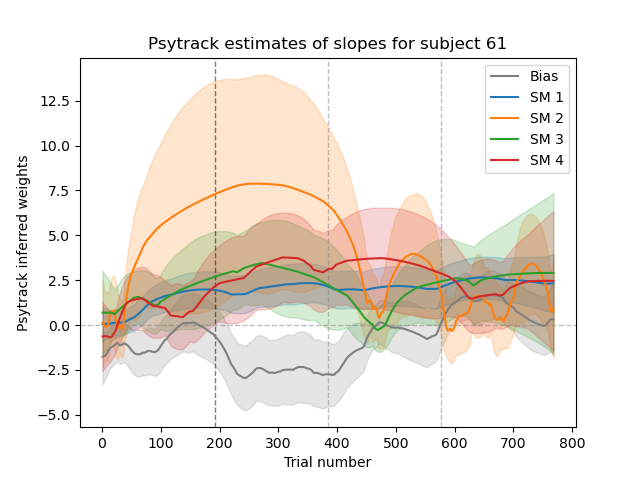 Psytrack estimates of slopes for subject 61
Bias
SM 1
SM 2
SM 3
SM 4
Psytrack inferred weights
12.5
10.0
7.5
5.0
2.5
0.0
−2.5
−5.0
0
100
200
300
400
500
600
700
800
Trial number